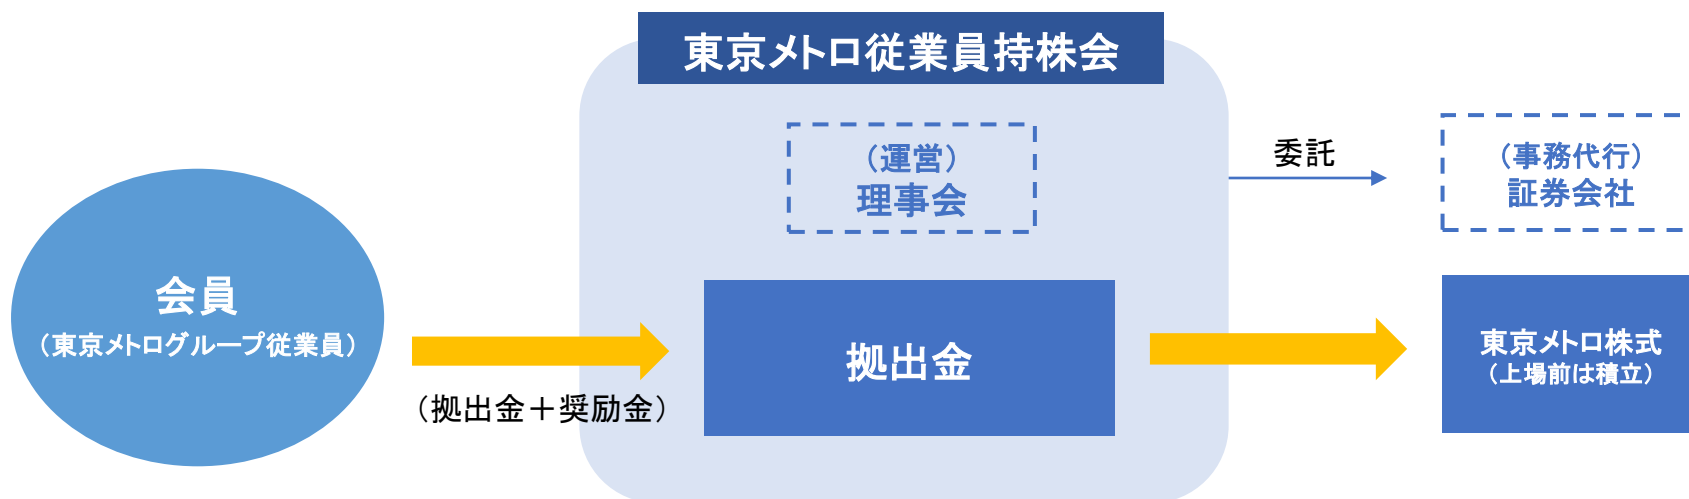 東京メトロ従業員持株会
（運営）
理事会
委託
（事務代行）
証券会社
会員
（東京メトログループ従業員）
（拠出金＋奨励金）
拠出金
東京メトロ株式
（上場前は積立）